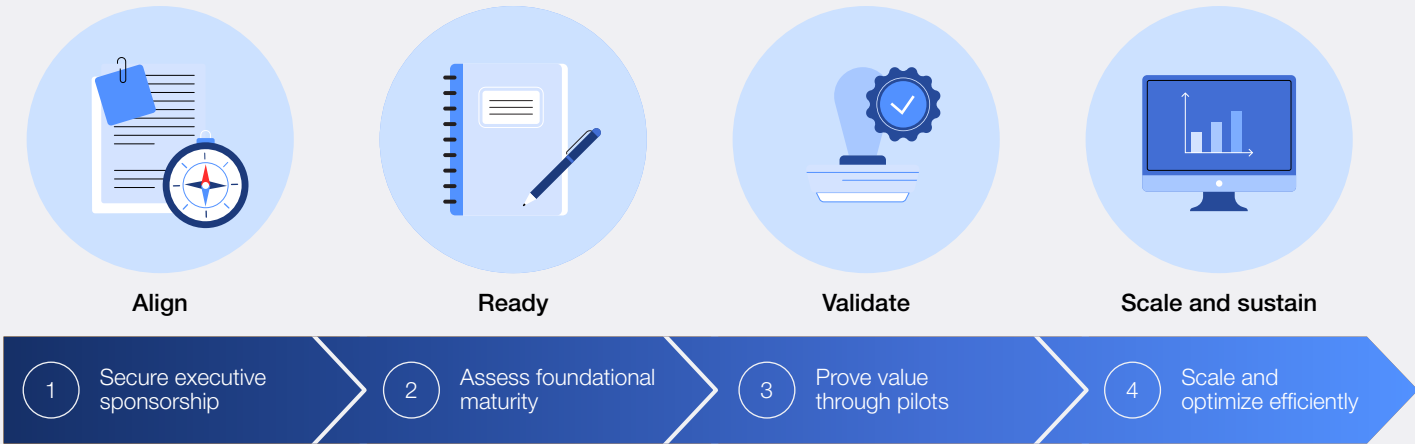 Align
Ready
Validate
Scale and sustain
1
Secure executive
sponsorship
2
Assess foundational
maturity
3
Prove value
through pilots
4
Scale and
optimize efficiently